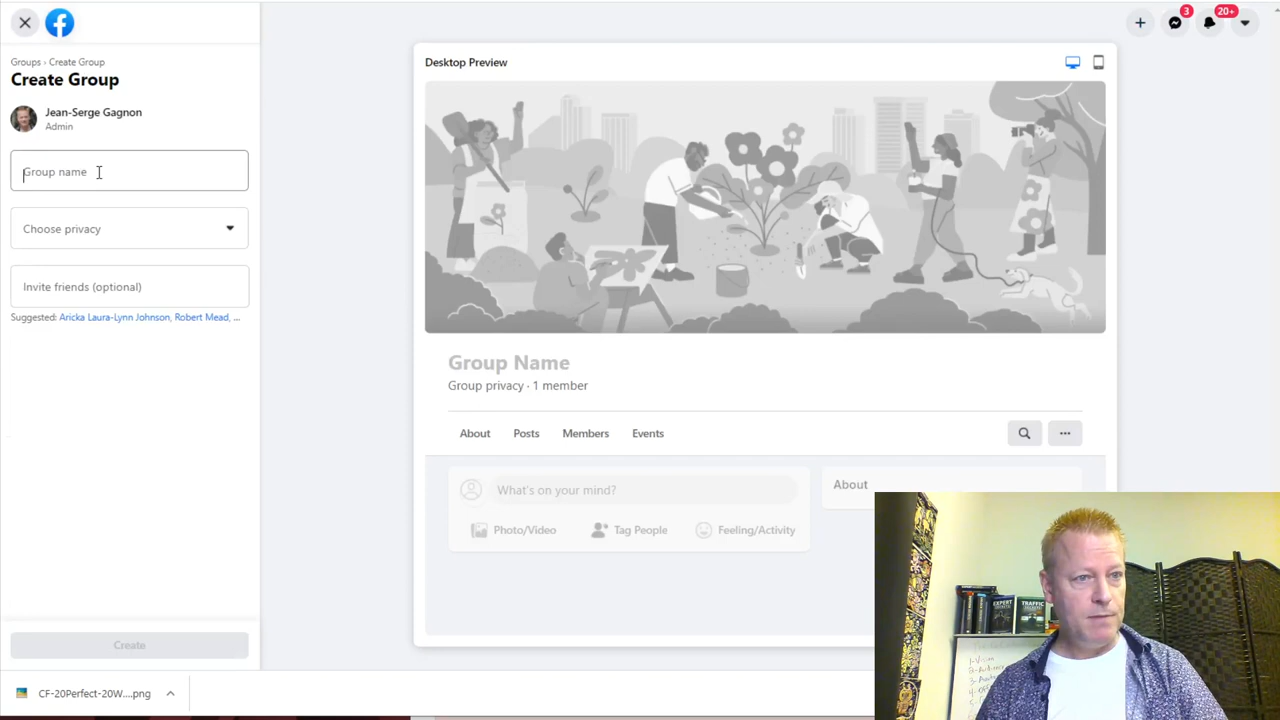 3
20+
Groups › Create Group
Create Group
Jean-Serge Gagnon
Admin
Group name
Choose privacy
Invite friends (optional)
Suggested: Aricka Laura-Lynn Johnson, Robert Mead, ...
Create
Desktop Preview
Group Name
Group privacy · 1 member
About
Posts
Members
Events
What's on your mind?
Photo/Video
Tag People
Feeling/Activity
About
CF-20Perfect-20W....png
EXPERT
TRAFFIC